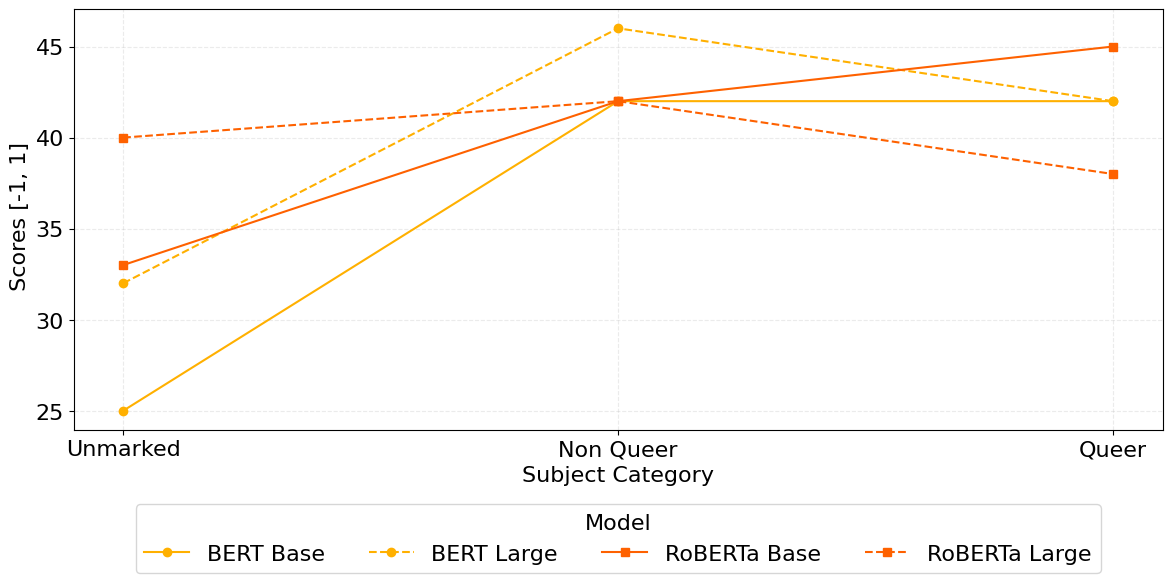 Scores [-1, 1]
45
40
35
30
25
Unmarked Non Queer Queer
Subject Category
Model
BERT Base BERT Large RoBERTa Base RoBERTa Large